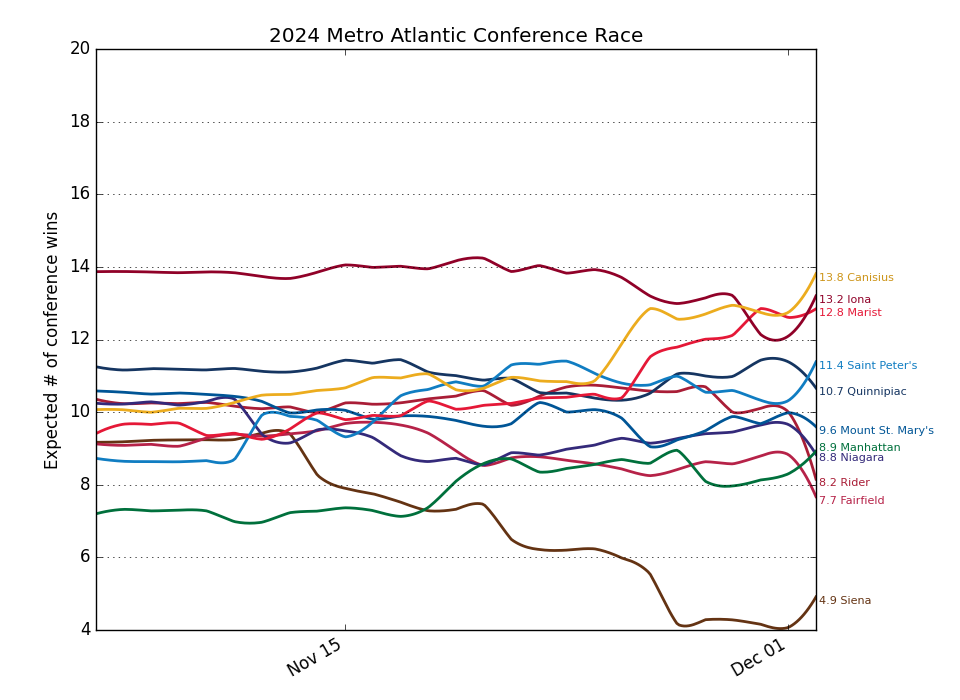 2024 Metro Atlantic Conference Race
Expected # of conference wins
20
18
16
14
12
10
8
6
4
Nov 15
Dec 01
13.8 Canisius
13.2 Iona
12.8 Marist
11.4 Saint Peter's
10.7 Quinnipiac
9.6 Mount St. Mary's
8.9 Manhattan
8.8 Niagara
8.2 Rider
7.7 Fairfield
4.9 Siena